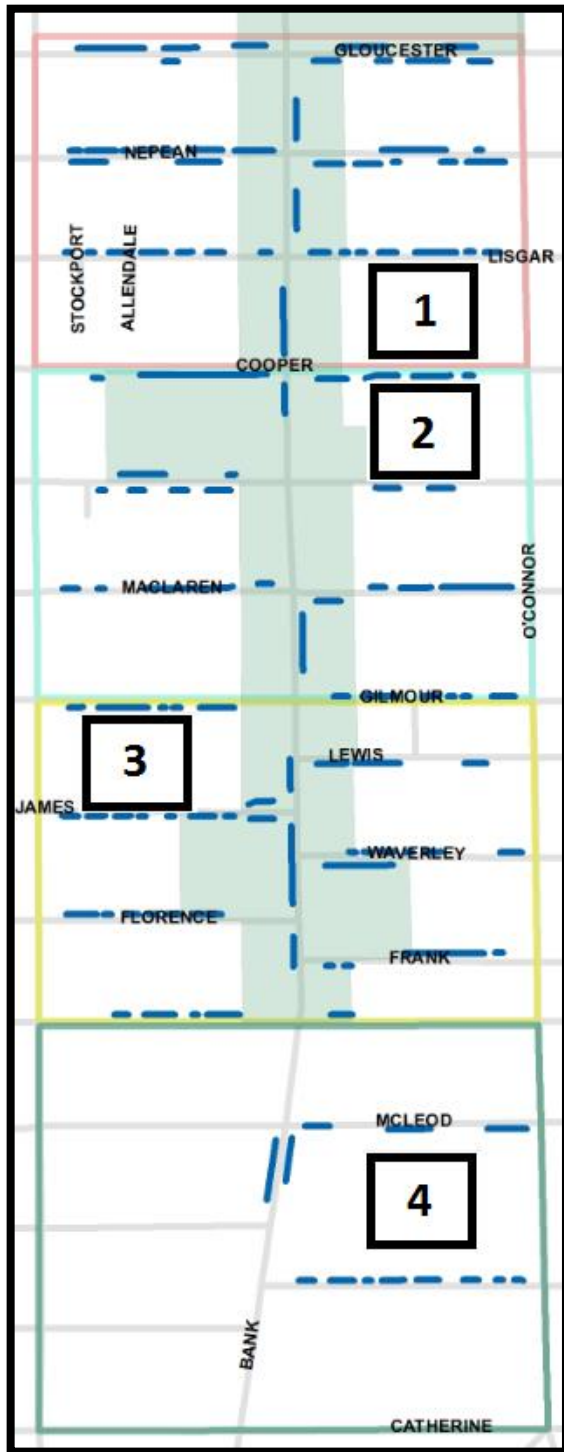 GLOUCESTER
NEPEAN
STOCKPORT
ALLENDALE
LISGAR
1
COOPER
2
MACLAREN
O'CONNOR
GILMOUR
3
LEWIS
JAMES
WAVERLEY
FLORENCE
FRANK
MCLEOD
4
BANK
CATHERINE